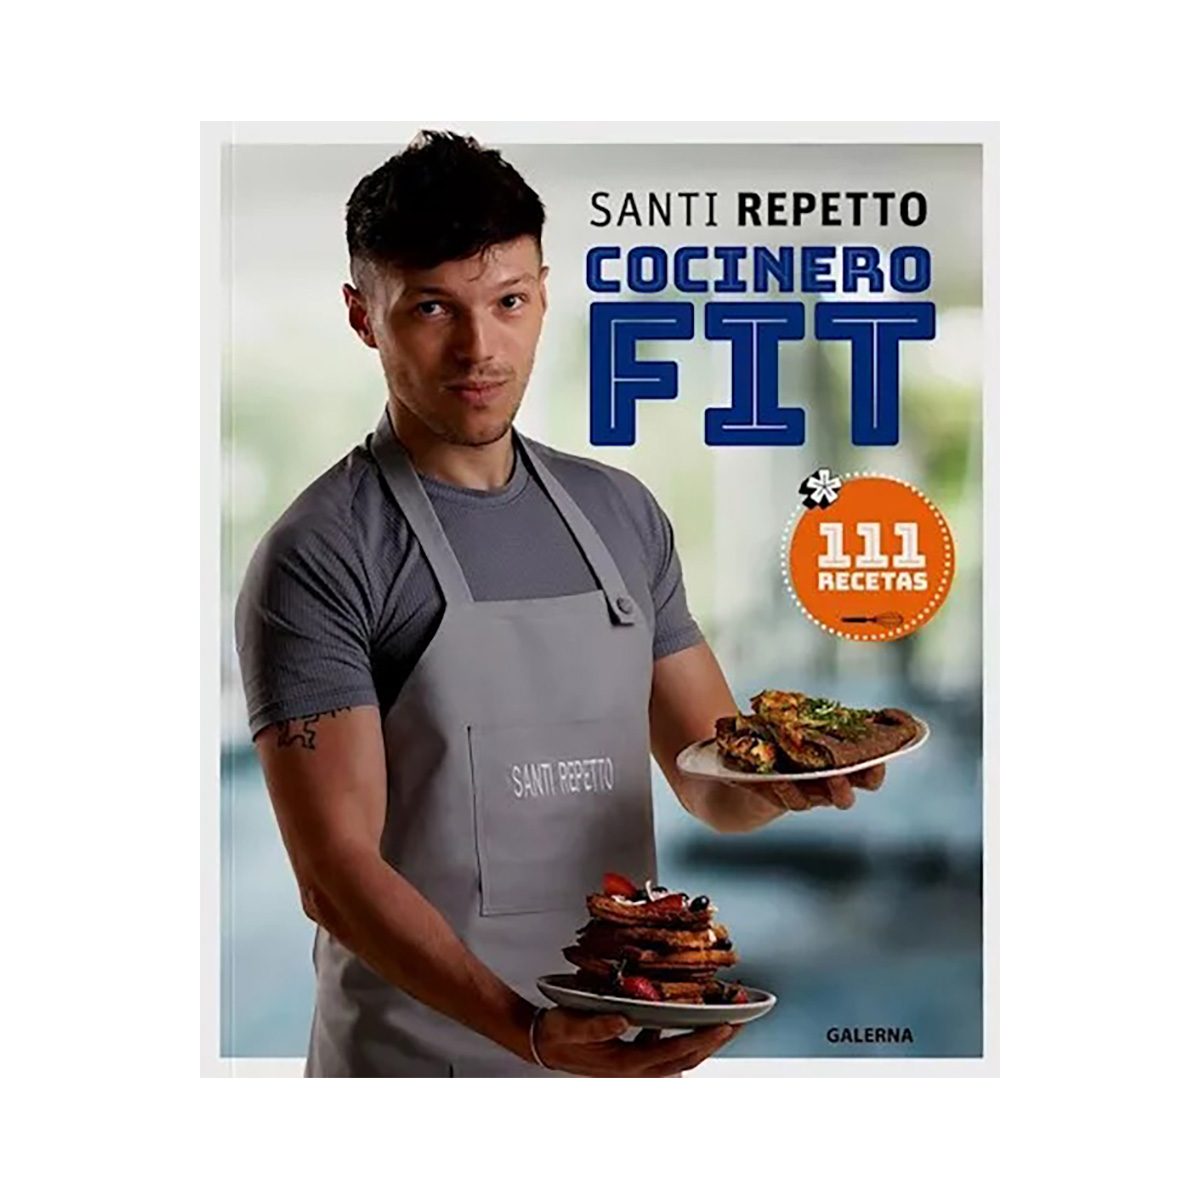 SANTI REPETTO
COCINERO
FIT
111
RECETAS
SANTI REPETTO
GALERNA